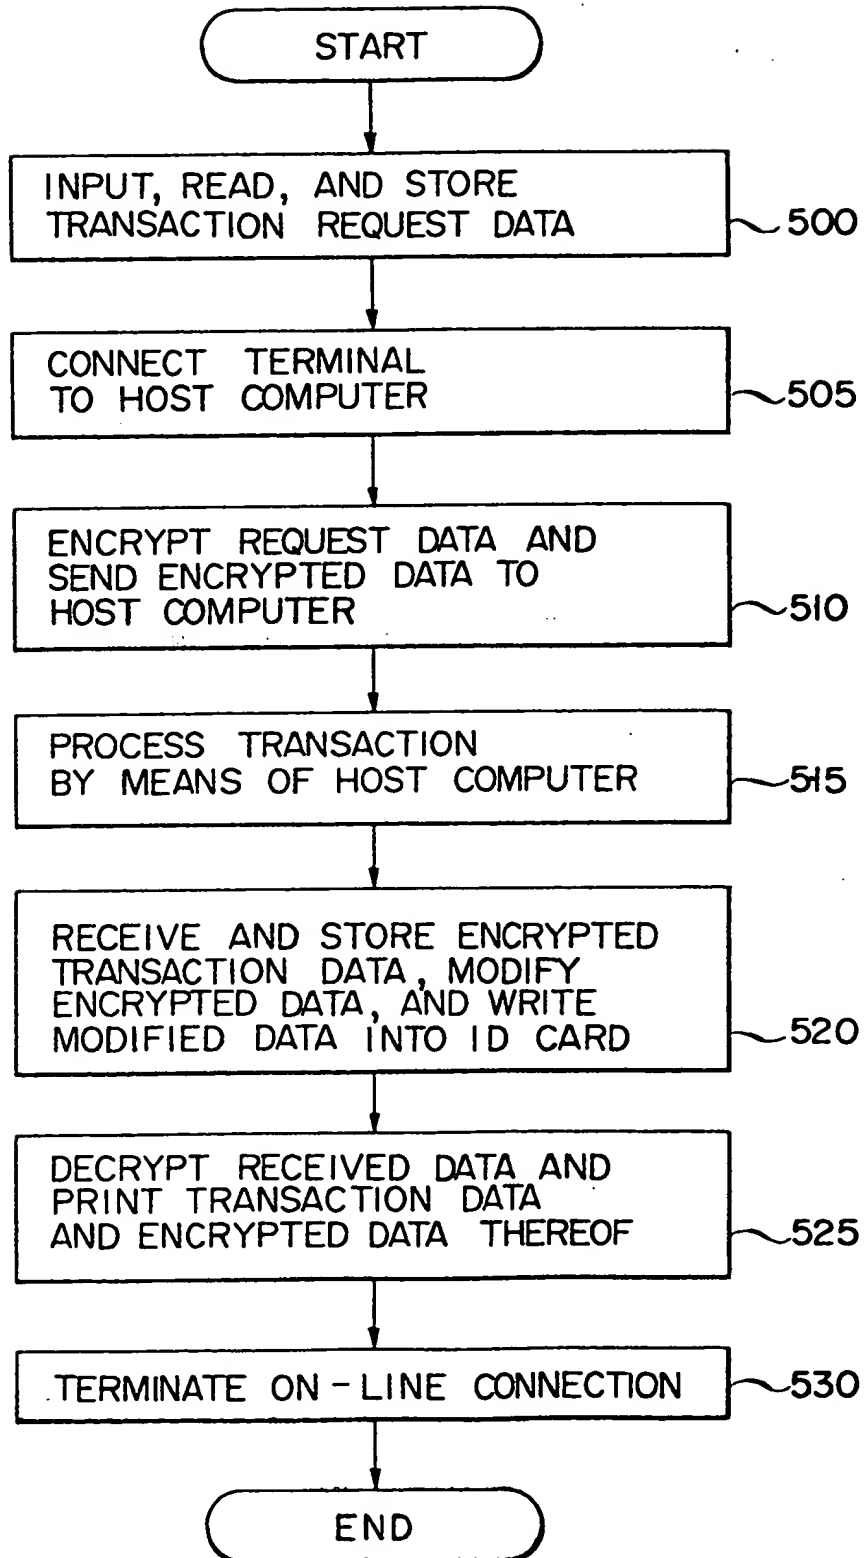 START
INPUT, READ, AND STORE
TRANSACTION REQUEST DATA
500
CONNECT TERMINAL
TO HOST COMPUTER
505
ENCRYPT REQUEST DATA AND
SEND ENCRYPTED DATA TO
HOST COMPUTER
510
PROCESS TRANSACTION
BY MEANS OF HOST COMPUTER
515
RECEIVE AND STORE ENCRYPTED
TRANSACTION DATA, MODIFY
ENCRYPTED DATA, AND WRITE
MODIFIED DATA INTO ID CARD
520
DECRYPT RECEIVED DATA AND
PRINT TRANSACTION DATA
AND ENCRYPTED DATA THEREOF
525
TERMINATE ON-LINE CONNECTION
530
END